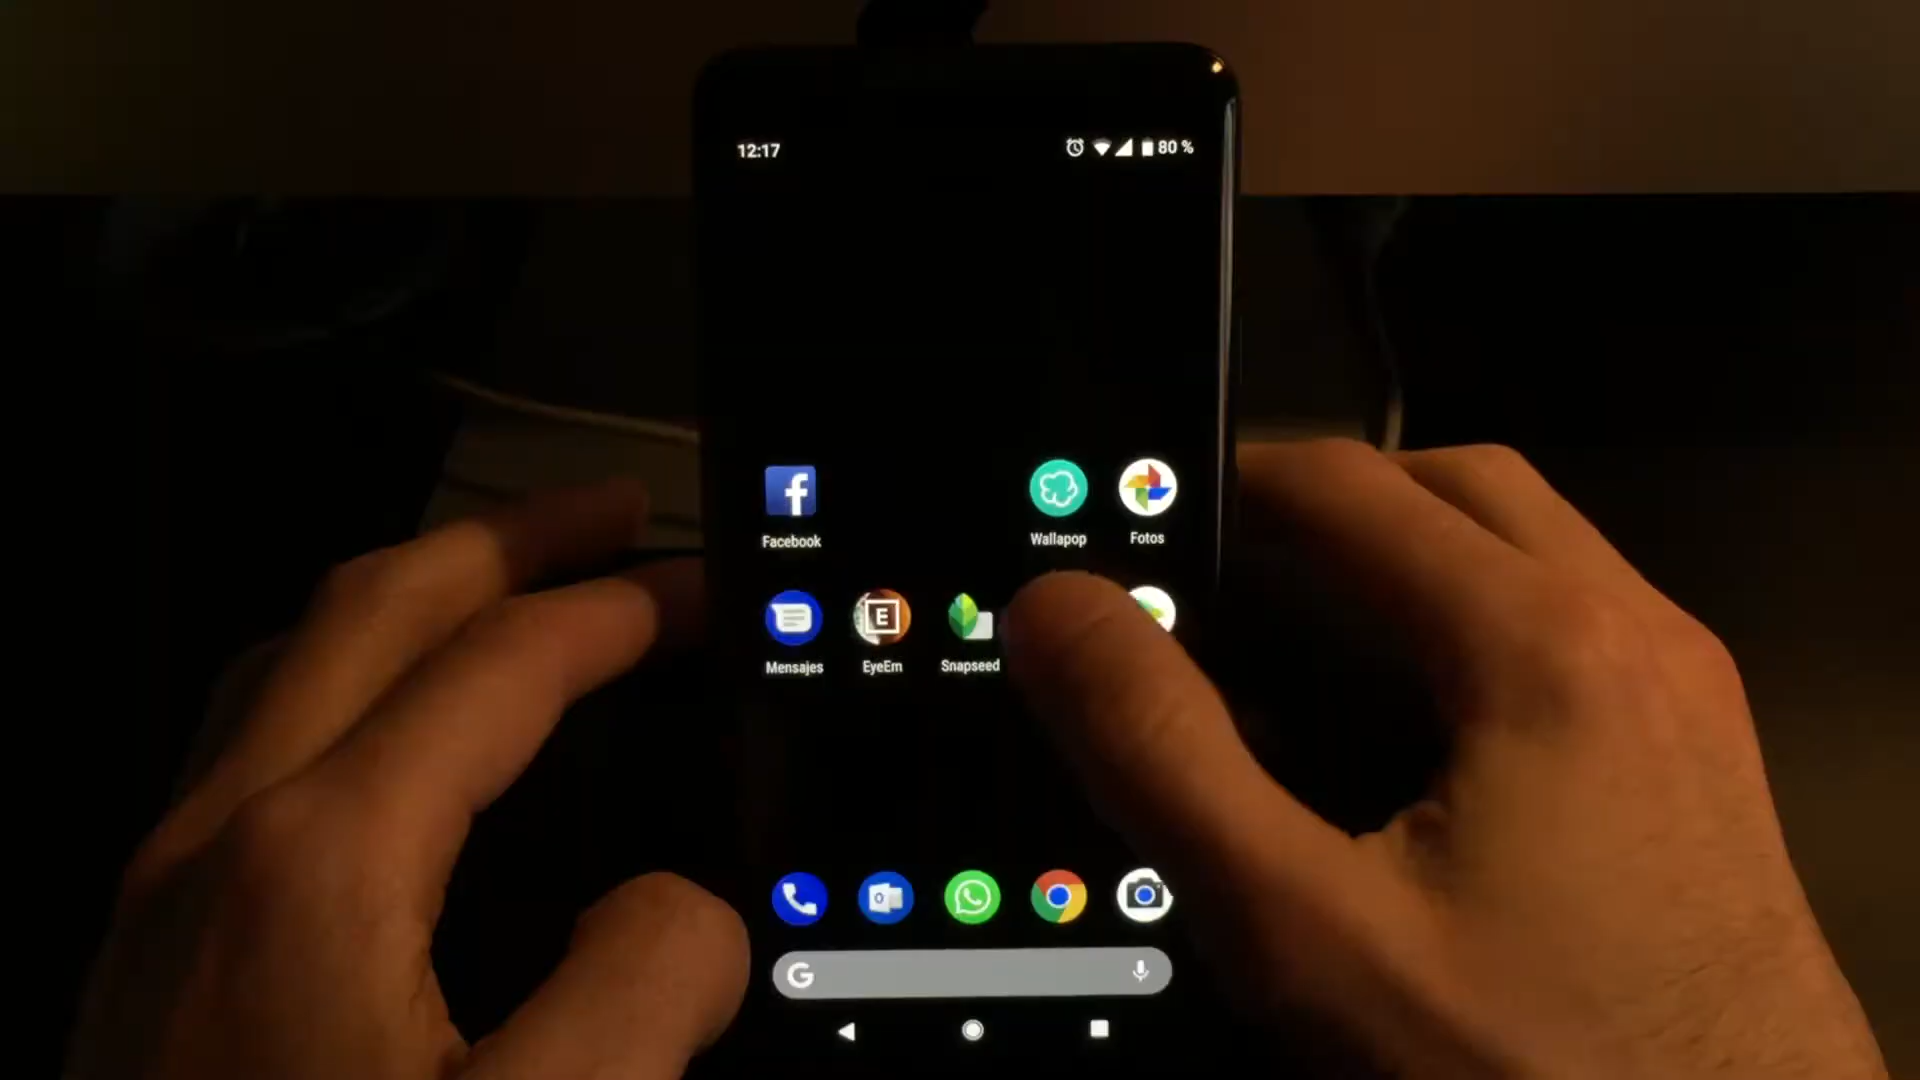 12:17
80 %
Facebook
Wallapop
Fotos
E
Mensajes
EyeEm
Snapseed
G